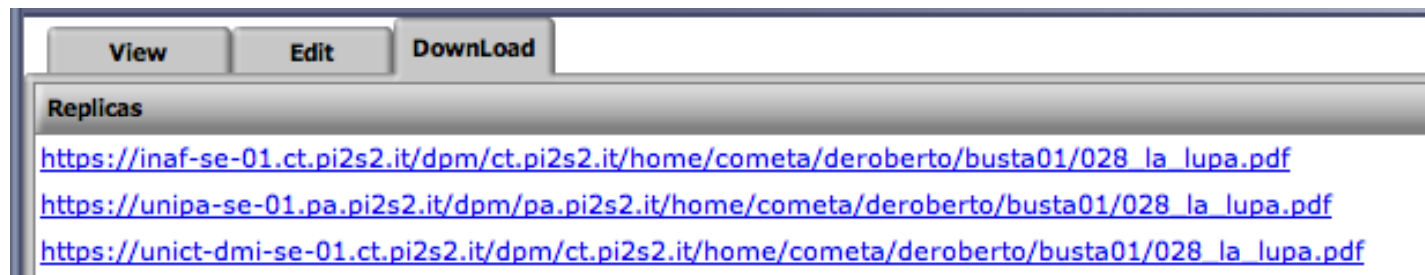 View Edit DownLoad
Replicas
https://inaf-se-01.ct.pi2s2.it/dpm/ct.pi2s2.it/home/cometa/deroberto/busta01/028_la_lupa.pdf
https://unipa-se-01.pa.pi2s2.it/dpm/pa.pi2s2.it/home/cometa/deroberto/busta01/028_la_lupa.pdf
https://unict-dmi-se-01.ct.pi2s2.it/dpm/ct.pi2s2.it/home/cometa/deroberto/busta01/028_la_lupa.pdf